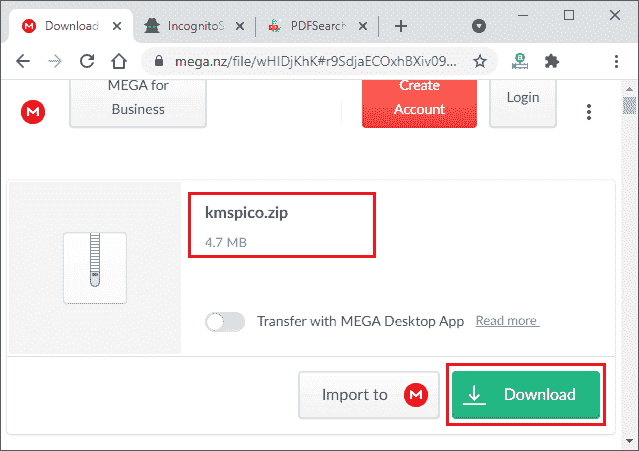 Download
IncognitoS
PDFSearch
mega.nz/file/wHIDjKhK#r9SdjaECOxhBXiv09...
MEGA for
Business
Create
Account
Login
kmspico.zip
4.7 MB
Transfer with MEGA Desktop App Read more
Import to M
Download